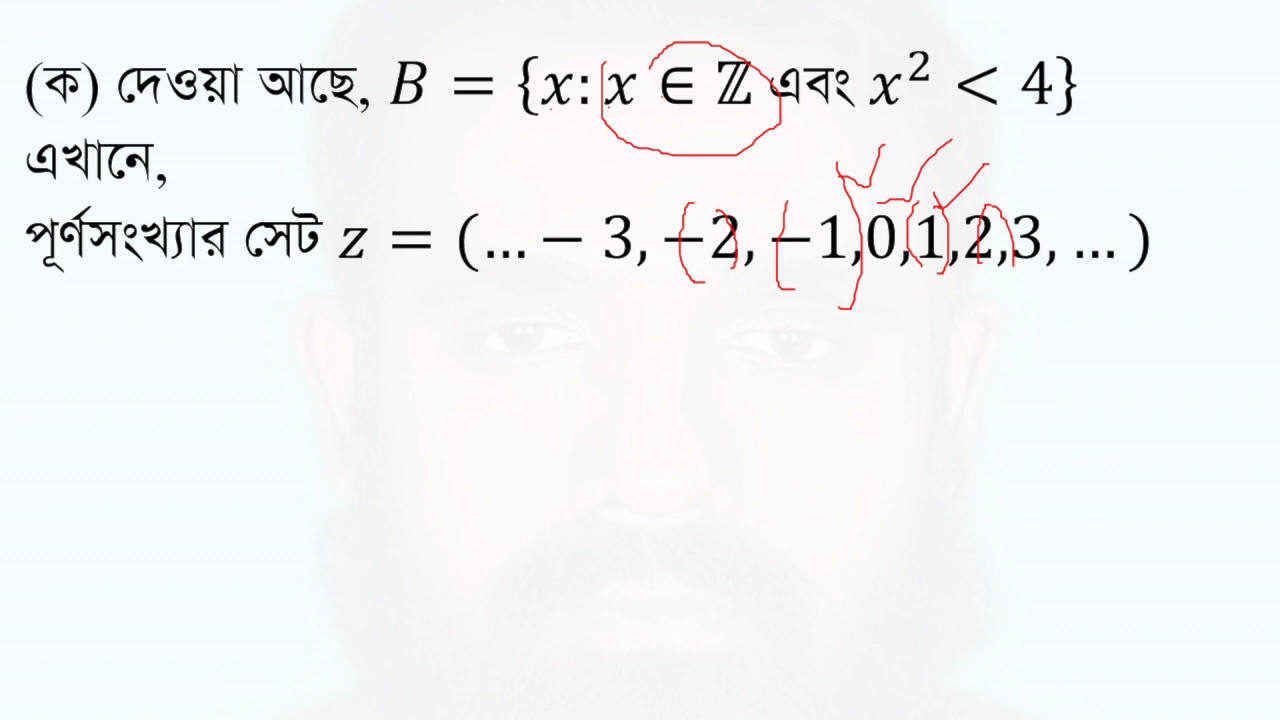 (ক) দেওয়া আছে, B = {x: x ∈ ℤ এবং x² < 4}
এখানে,
পূর্ণসংখ্যার সেট z = (… − 3, −2, −1,0,1,2,3, … )